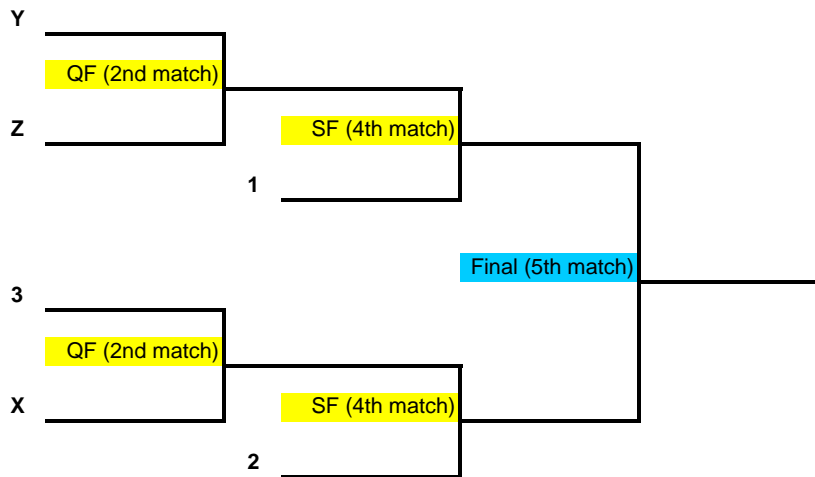 Y
QF (2nd match)
Z
SF (4th match)
1
Final (5th match)
3
QF (2nd match)
X
SF (4th match)
2